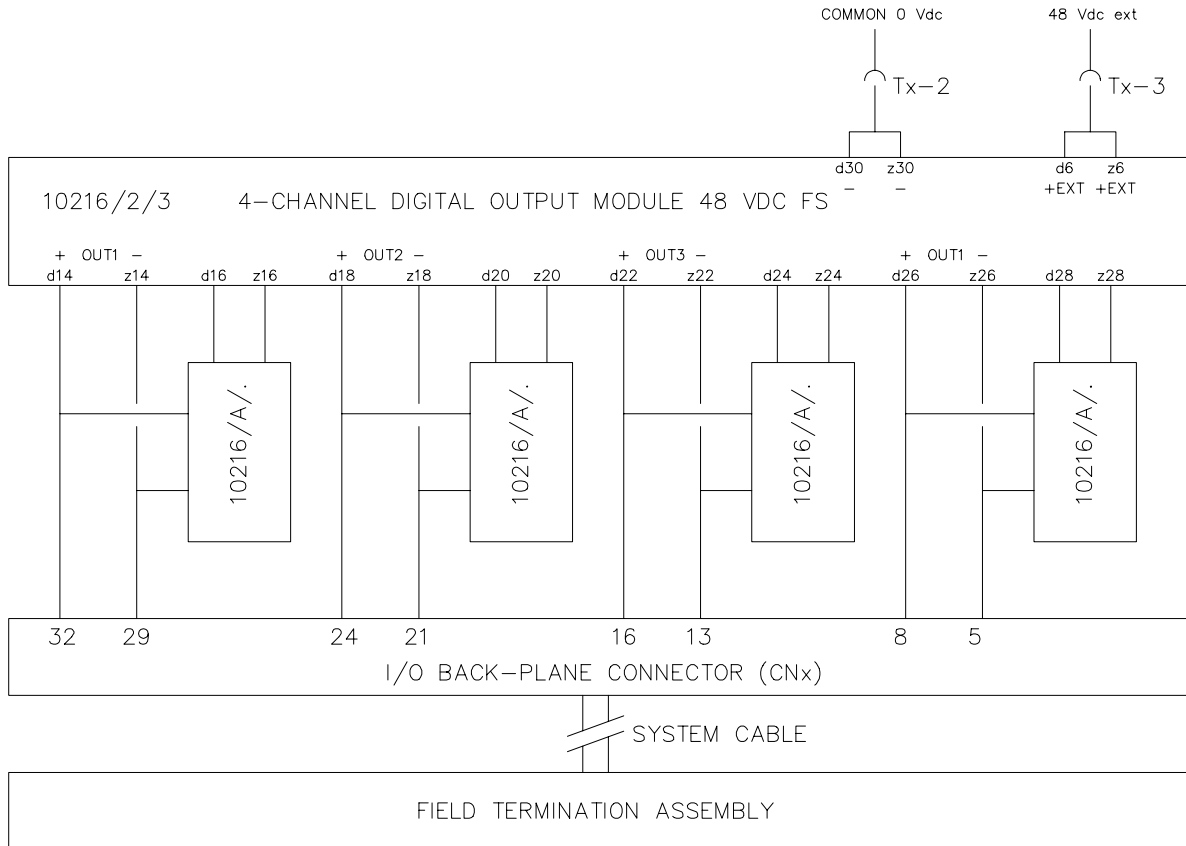 COMMON 0 Vdc 48 Vdc ext
Tx-2 Tx-3
d30 z30 d6 z6
- - +EXT +EXT
10216/2/3 4-CHANNEL DIGITAL OUTPUT MODULE 48 VDC FS
+ OUT1 - + OUT2 - + OUT3 - + OUT1 -
d14 z14 d16 z16 d18 z18 d20 z20 d22 z22 d24 z24 d26 z26 d28 z28
10216/A/. 10216/A/. 10216/A/. 10216/A/.
32 29 24 21 16 13 8 5
I/O BACK-PLANE CONNECTOR (CNx)
SYSTEM CABLE
FIELD TERMINATION ASSEMBLY